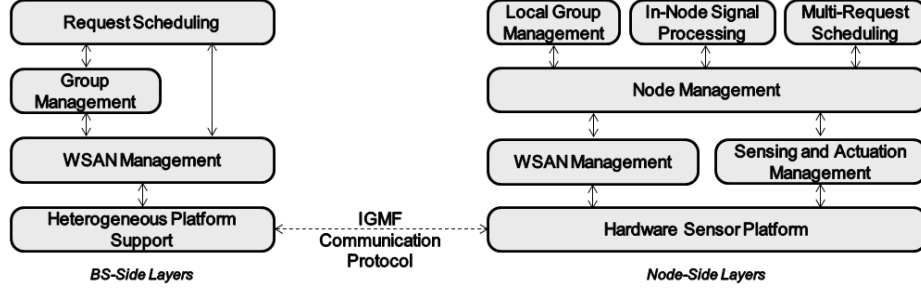 Request Scheduling
Group
Management
WSAN Management
Heterogeneous Platform
Support
BS-Side Layers
IGMF
Communication
Protocol
Local Group
Management
In-Node Signal
Processing
Multi-Request
Scheduling
Node Management
WSAN Management
Sensing and Actuation
Management
Hardware Sensor Platform
Node-Side Layers